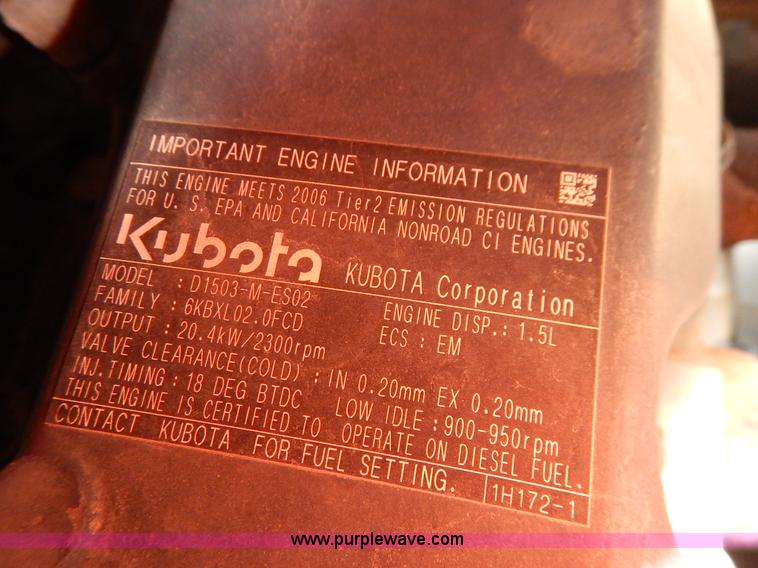 IMPORTANT ENGINE INFORMATION
THIS ENGINE MEETS 2006 Tier2 EMISSION REGULATIONS
FOR U. S. EPA AND CALIFORNIA NONROAD CI ENGINES.
Kubota KUBOTA Corporation
MODEL : D1503-M-ES02 ENGINE DISP.: 1.5L
FAMILY : 6KBXL02.0FCD ECS : EM
OUTPUT : 20.4kW/2300rpm
VALVE CLEARANCE(COLD) : IN 0.20mm EX 0.20mm
INJ.TIMING : 18 DEG BTDC LOW IDLE :900-950rpm
THIS ENGINE IS CERTIFIED TO OPERATE ON DIESEL FUEL.
CONTACT KUBOTA FOR FUEL SETTING. 1H172-1
www.purplewave.com